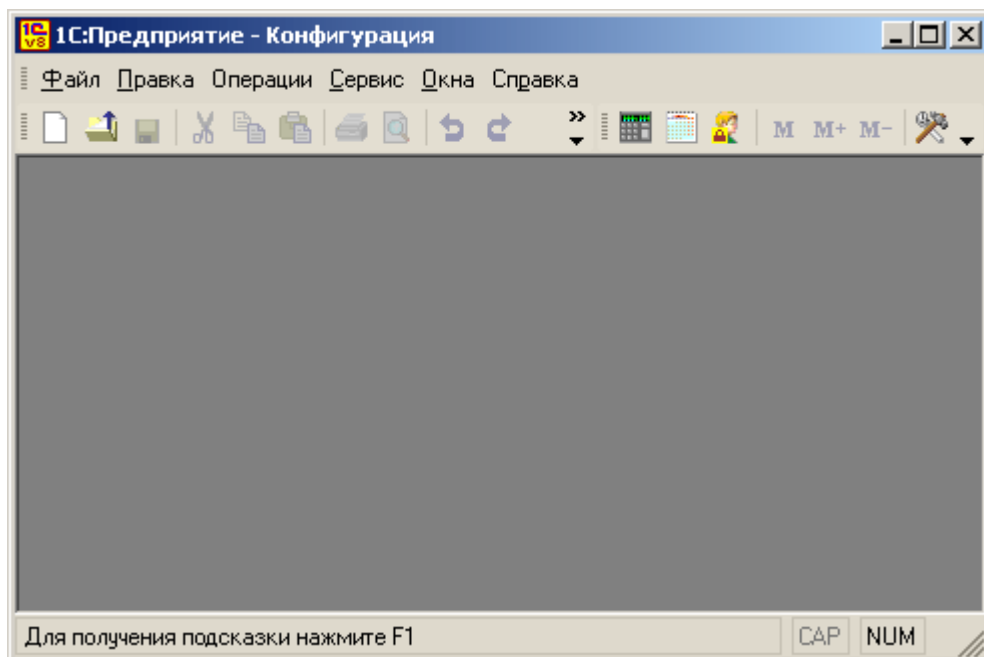 1С:Предприятие - Конфигурация
Файл Правка Операции Сервис Окна Справка
M M+ M-
Для получения подсказки нажмите F1 CAP NUM